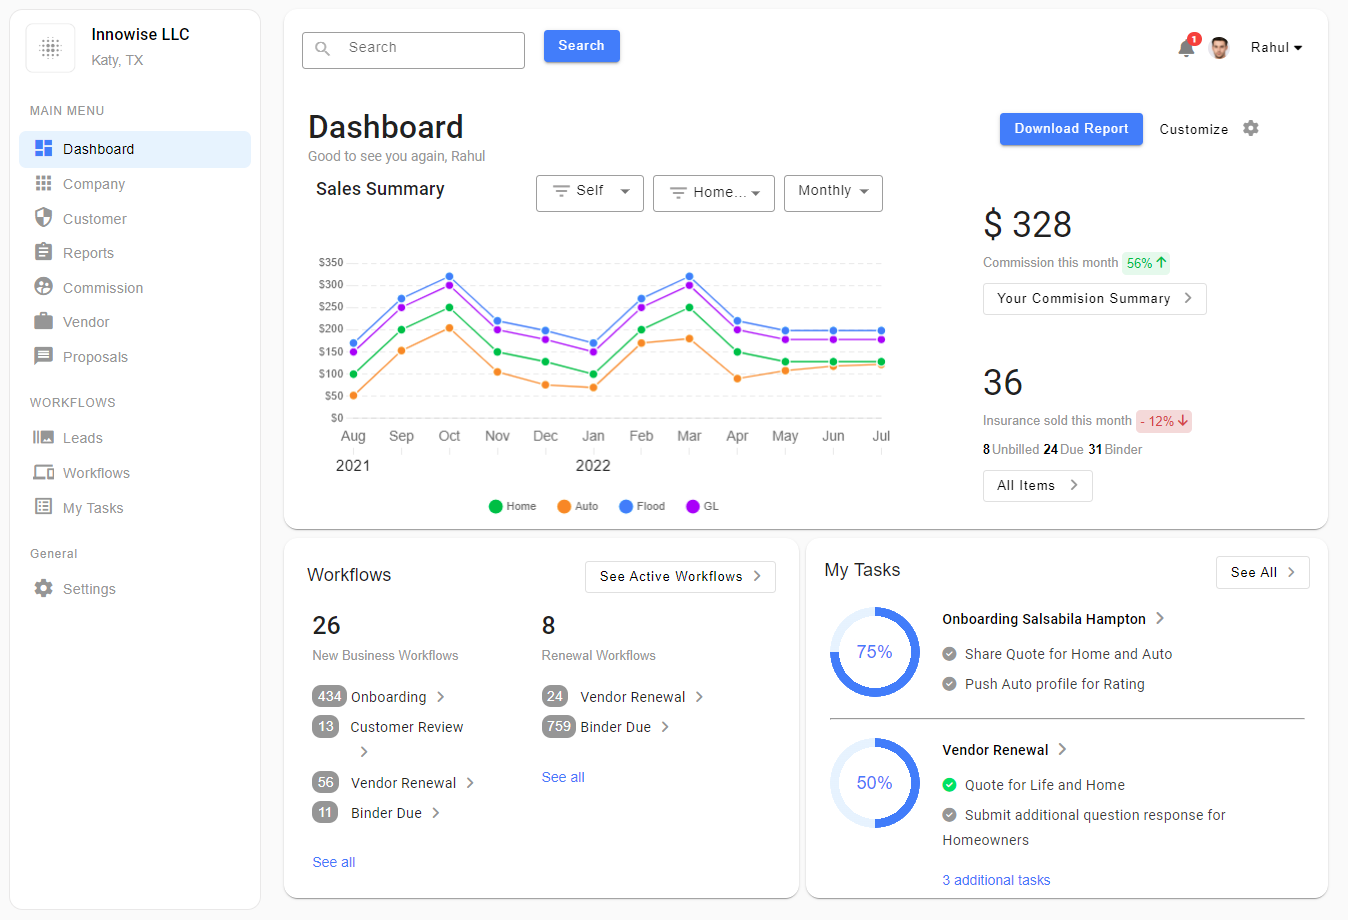 Innowise LLC
Katy, TX
MAIN MENU
Dashboard
Company
Customer
Reports
Commission
Vendor
Proposals
WORKFLOWS
Leads
Workflows
My Tasks
General
Settings
Search
Search
1
Rahul
Dashboard
Good to see you again, Rahul
Download Report
Customize
Sales Summary
Self
Home...
Monthly
$350
$300
$250
$200
$150
$100
$50
$0
Aug Sep Oct Nov Dec Jan Feb Mar Apr May Jun Jul
2021 2022
Home Auto Flood GL
$ 328
Commission this month 56%
Your Commision Summary
36
Insurance sold this month - 12%
8 Unbilled 24 Due 31 Binder
All Items
Workflows
See Active Workflows
26
New Business Workflows
434 Onboarding
13 Customer Review
56 Vendor Renewal
11 Binder Due
See all
8
Renewal Workflows
24 Vendor Renewal
759 Binder Due
See all
My Tasks
See All
75%
Onboarding Salsabila Hampton
Share Quote for Home and Auto
Push Auto profile for Rating
50%
Vendor Renewal
Quote for Life and Home
Submit additional question response for
Homeowners
3 additional tasks